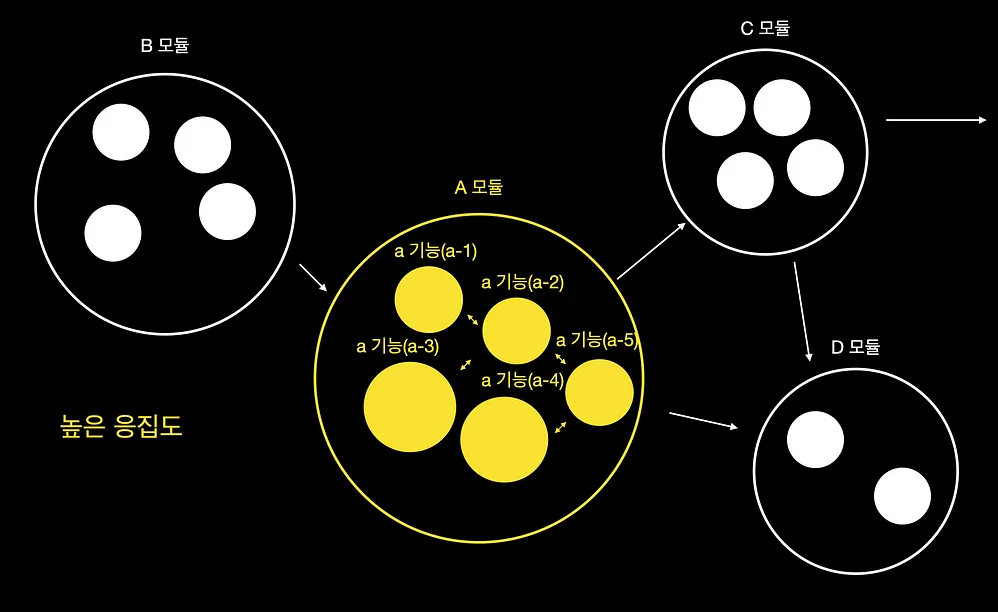 C 모듈
B 모듈
A 모듈
a 기능(a-1)
a 기능(a-2)
a 기능(a-3)
a 기능(a-5)
a 기능(a-4)
D 모듈
높은 응집도